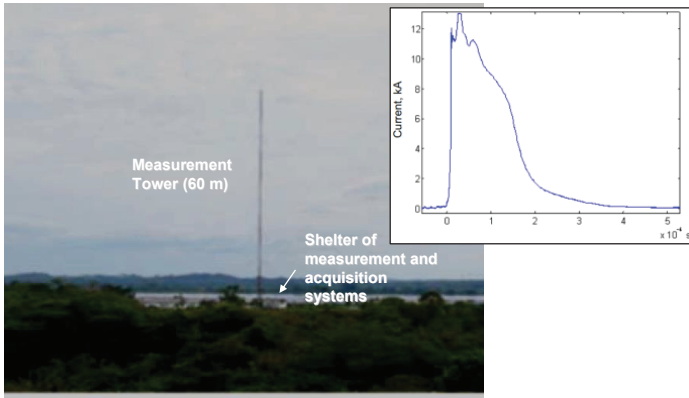 Measurement
Tower (60 m)
Shelter of
measurement and
acquisition
systems
Current, kA
12
10
8
6
4
2
0
0 1 2 3 4 5
x 10⁻⁴ s